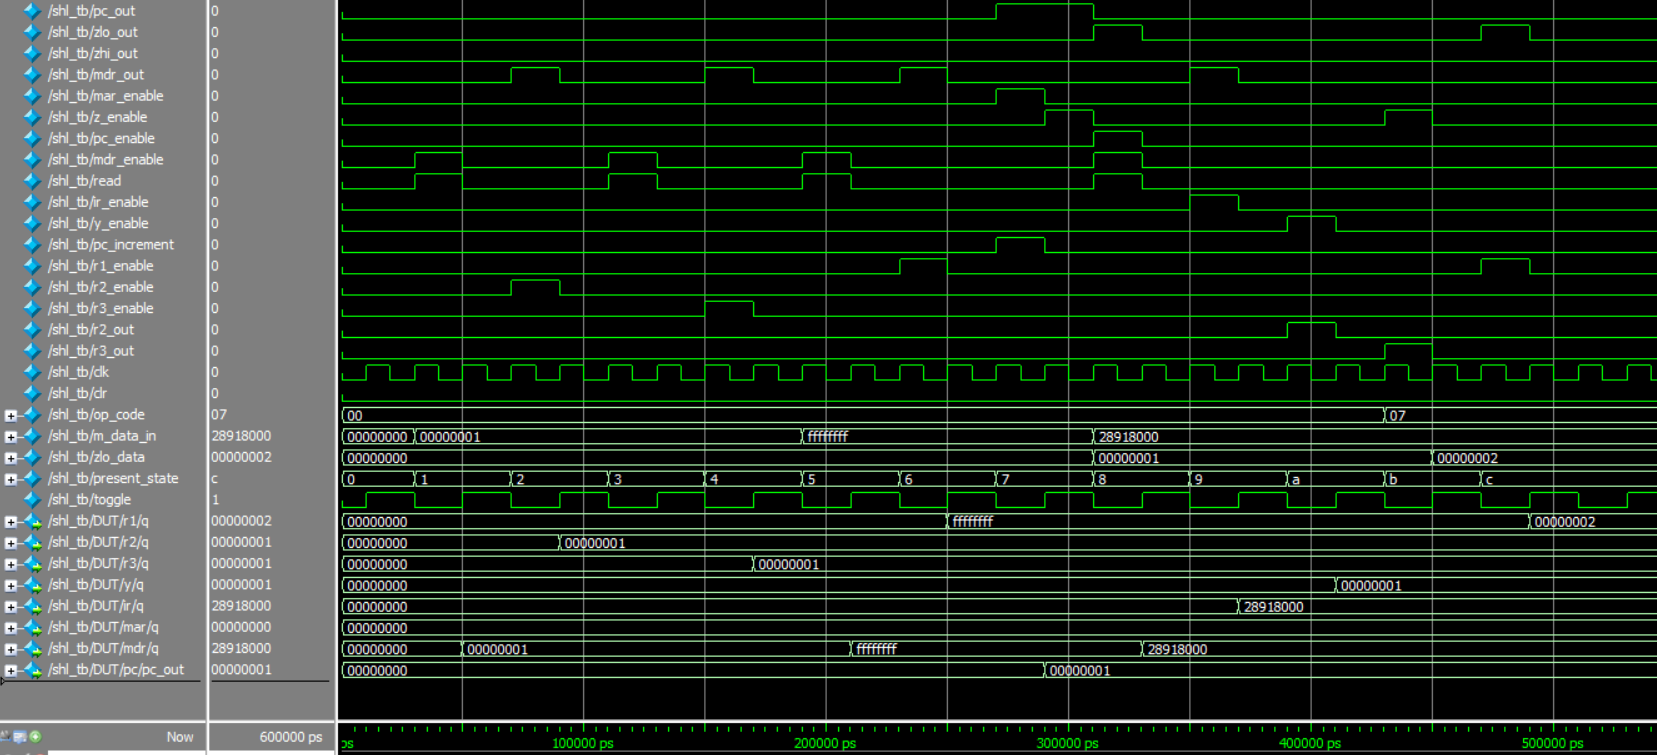 /shl_tb/pc_out 0
/shl_tb/zlo_out 0
/shl_tb/zhi_out 0
/shl_tb/mdr_out 0
/shl_tb/mar_enable 0
/shl_tb/z_enable 0
/shl_tb/pc_enable 0
/shl_tb/mdr_enable 0
/shl_tb/read 0
/shl_tb/ir_enable 0
/shl_tb/y_enable 0
/shl_tb/pc_increment 0
/shl_tb/r1_enable 0
/shl_tb/r2_enable 0
/shl_tb/r3_enable 0
/shl_tb/r2_out 0
/shl_tb/r3_out 0
/shl_tb/clk 0
/shl_tb/clr 0
/shl_tb/op_code 07 00 07
/shl_tb/m_data_in 28918000 00000000 00000001 ffffffff 28918000
/shl_tb/zlo_data 00000002 00000000 00000001 00000002
/shl_tb/present_state c 0 1 2 3 4 5 6 7 8 9 a b c
/shl_tb/toggle 1
/shl_tb/DUT/r1/q 00000002 00000000 ffffffff 00000002
/shl_tb/DUT/r2/q 00000001 00000000 00000001
/shl_tb/DUT/r3/q 00000001 00000000 00000001
/shl_tb/DUT/y/q 00000001 00000000 00000001
/shl_tb/DUT/ir/q 28918000 00000000 28918000
/shl_tb/DUT/mar/q 00000000 00000000
/shl_tb/DUT/mdr/q 28918000 00000000 00000001 ffffffff 28918000
/shl_tb/DUT/pc/pc_out 00000001 00000000 00000001
Now 600000 ps ps 100000 ps 200000 ps 300000 ps 400000 ps 500000 ps